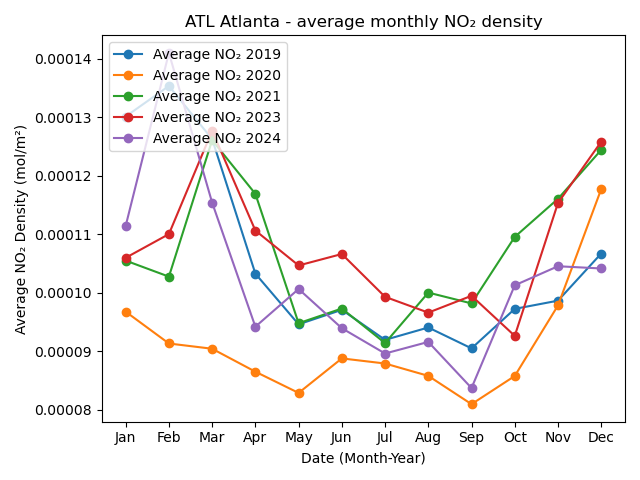 ATL Atlanta - average monthly NO₂ density
Average NO₂ Density (mol/m²)
0.00014
0.00013
0.00012
0.00011
0.00010
0.00009
0.00008
Average NO₂ 2019
Average NO₂ 2020
Average NO₂ 2021
Average NO₂ 2023
Average NO₂ 2024
Jan Feb Mar Apr May Jun Jul Aug Sep Oct Nov Dec
Date (Month-Year)